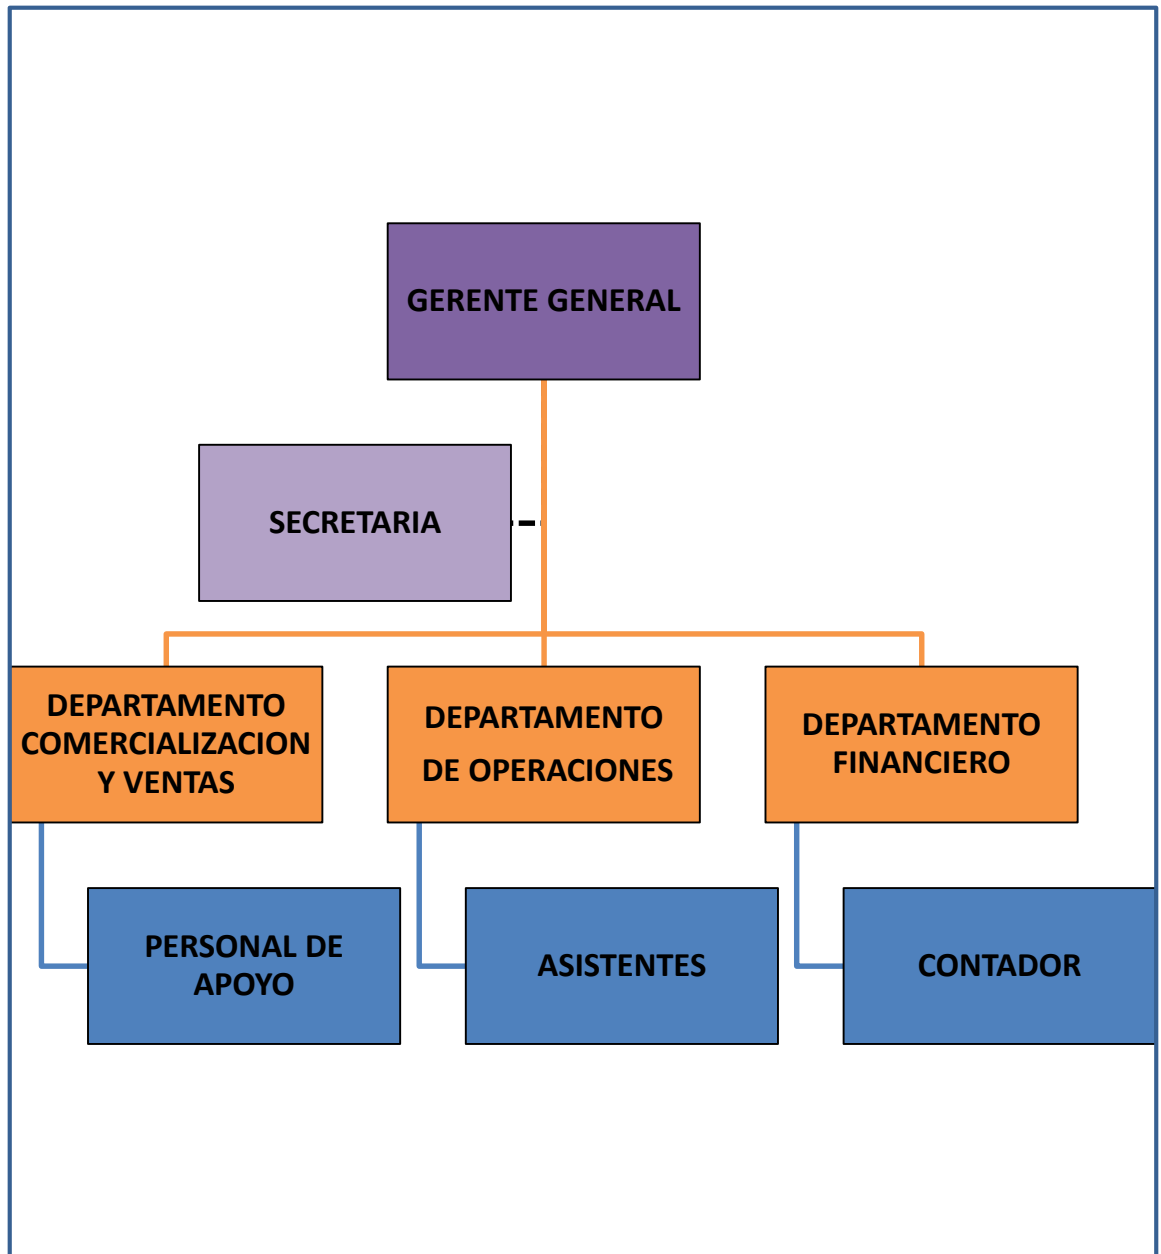 GERENTE GENERAL
SECRETARIA
DEPARTAMENTO
COMERCIALIZACION
Y VENTAS
DEPARTAMENTO
DE OPERACIONES
DEPARTAMENTO
FINANCIERO
PERSONAL DE
APOYO
ASISTENTES
CONTADOR